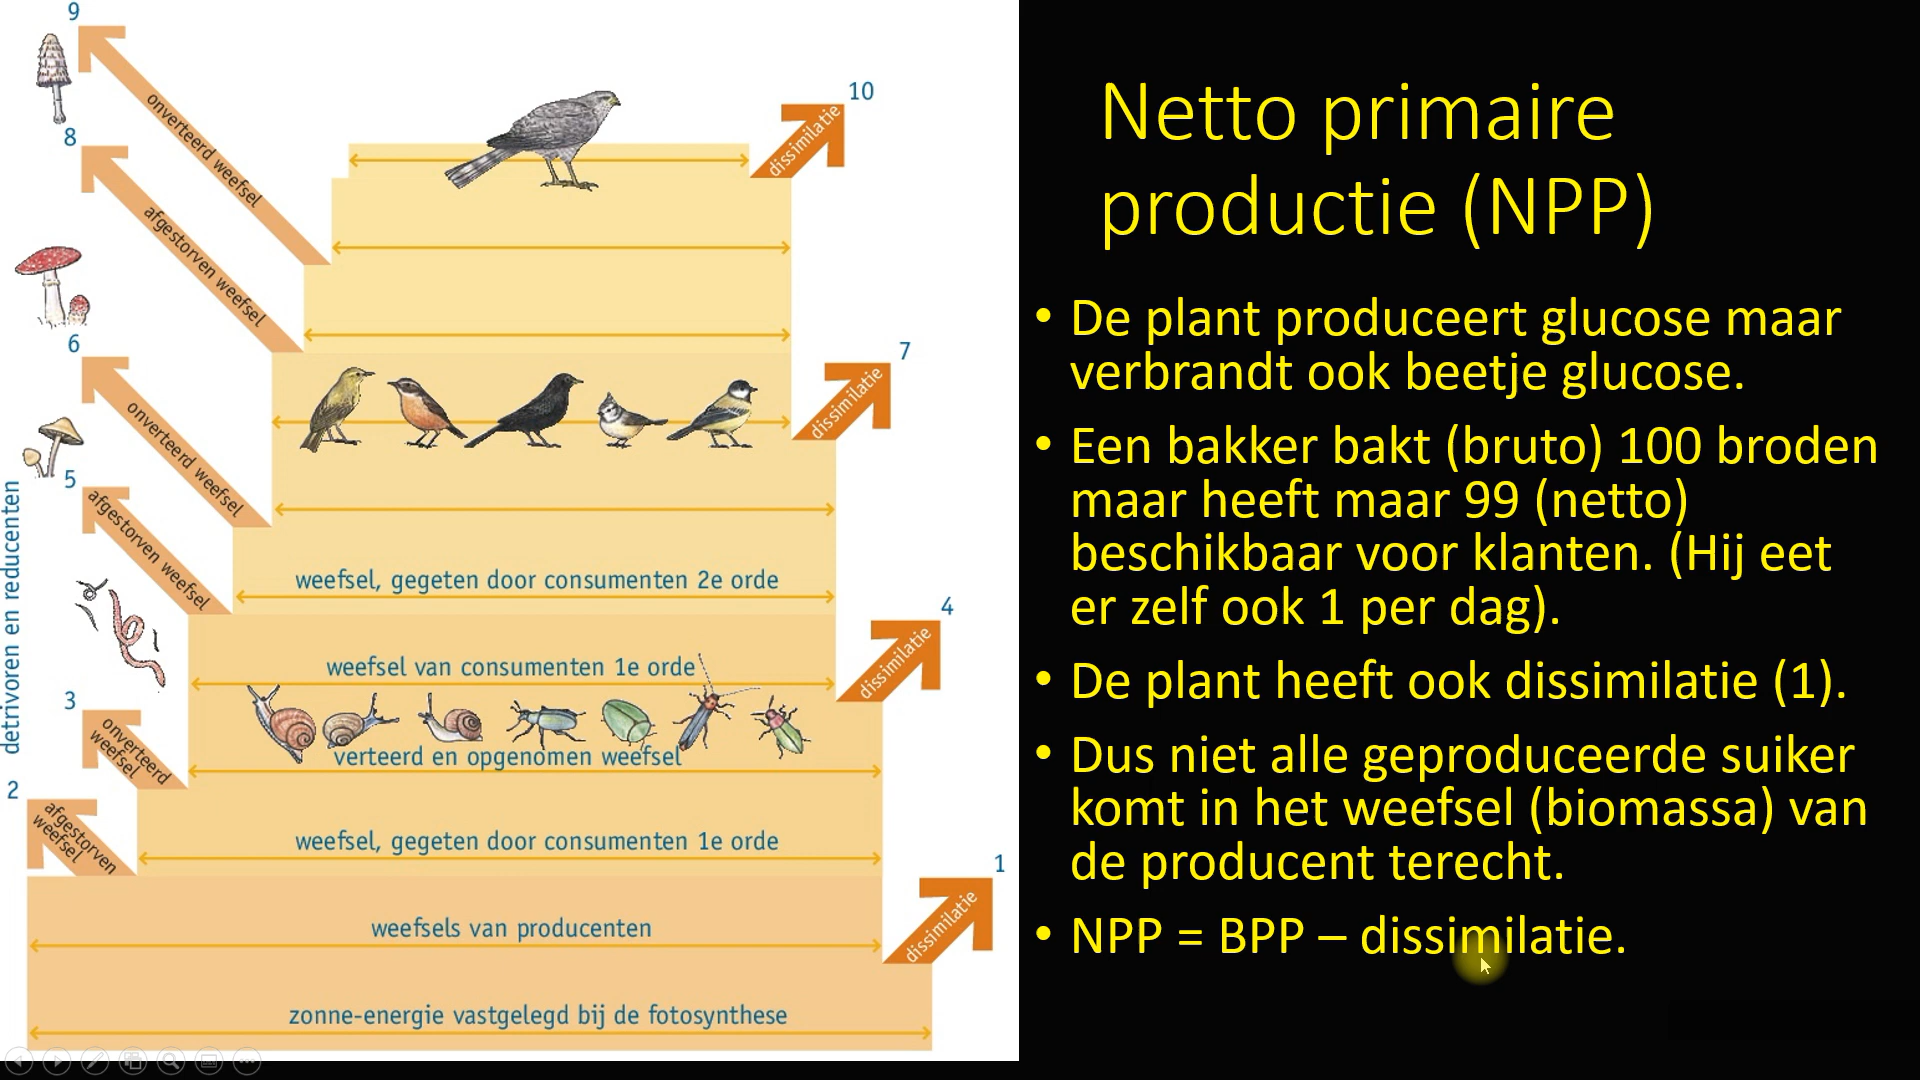 9
onverteerd weefsel
8
afgestorven weefsel
10
dissimilatie
6
onverteerd weefsel
7
dissimilatie
5
afgestorven weefsel
detrivoren en reducenten
weefsel, gegeten door consumenten 2e orde
4
dissimilatie
weefsel van consumenten 1e orde
3
onverteerd
weefsel
verteerd en opgenomen weefsel
2
afgestorven
weefsel
weefsel, gegeten door consumenten 1e orde
1
dissimilatie
weefsels van producenten
zonne-energie vastgelegd bij de fotosynthese
Netto primaire
productie (NPP)
• De plant produceert glucose maar
verbrandt ook beetje glucose.
• Een bakker bakt (bruto) 100 broden
maar heeft maar 99 (netto)
beschikbaar voor klanten. (Hij eet
er zelf ook 1 per dag).
• De plant heeft ook dissimilatie (1).
• Dus niet alle geproduceerde suiker
komt in het weefsel (biomassa) van
de producent terecht.
• NPP = BPP – dissimilatie.